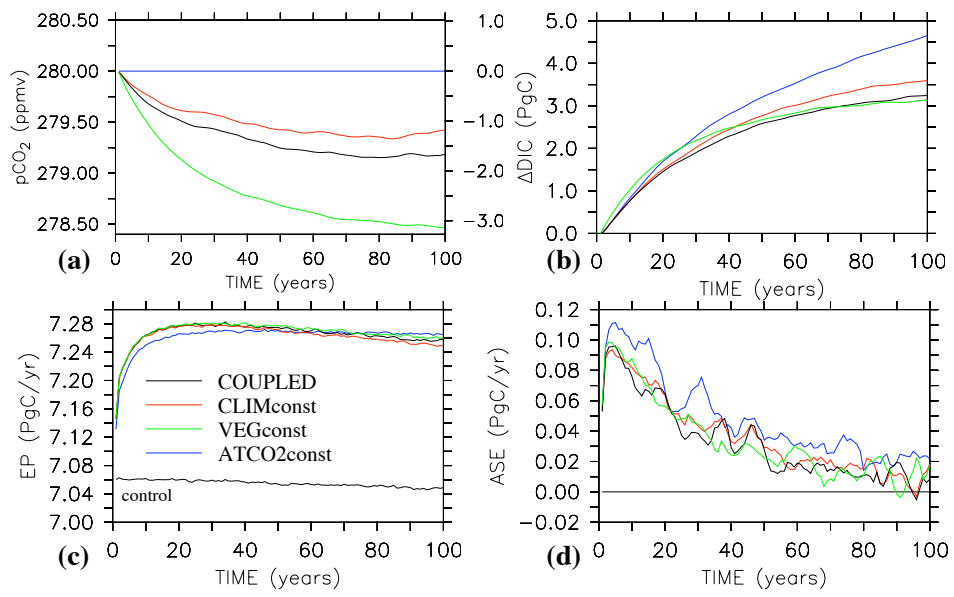 280.50
280.00
279.50
279.00
278.50
pCO2 (ppmv)
1.0
0.0
−1.0
−2.0
−3.0
0 20 40 60 80 100
TIME (years)
(a)
5.0
4.0
3.0
2.0
1.0
0.0
ΔDIC (PgC)
0 20 40 60 80 100
TIME (years)
(b)
7.28
7.24
7.20
7.16
7.12
7.08
7.04
7.00
EP (PgC/yr)
COUPLED
CLIMconst
VEGconst
ATCO2const
control
0 20 40 60 80 100
TIME (years)
(c)
0.12
0.10
0.08
0.06
0.04
0.02
0.00
−0.02
ASE (PgC/yr)
0 20 40 60 80 100
TIME (years)
(d)